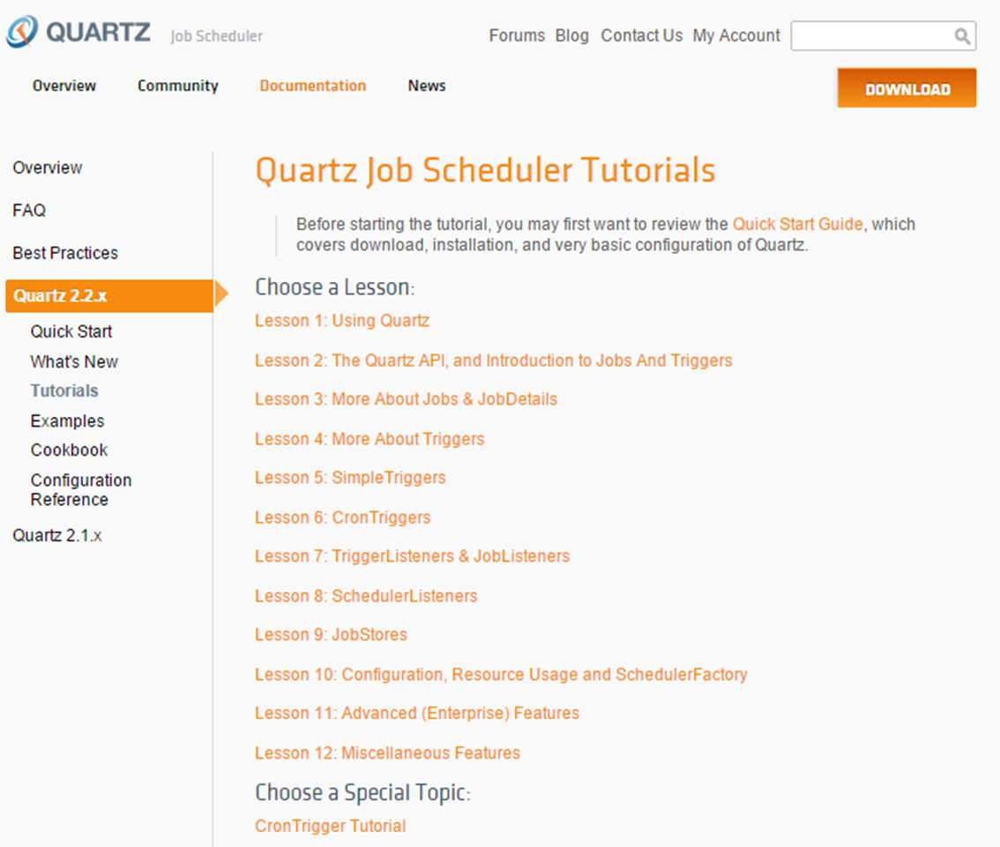 QUARTZ Job Scheduler
Forums Blog Contact Us My Account
Overview Community Documentation News
DOWNLOAD
Overview
FAQ
Best Practices
Quartz 2.2.x
Quick Start
What's New
Tutorials
Examples
Cookbook
Configuration
Reference
Quartz 2.1.x
Quartz Job Scheduler Tutorials
Before starting the tutorial, you may first want to review the Quick Start Guide, which
covers download, installation, and very basic configuration of Quartz.
Choose a Lesson:
Lesson 1: Using Quartz
Lesson 2: The Quartz API, and Introduction to Jobs And Triggers
Lesson 3: More About Jobs & JobDetails
Lesson 4: More About Triggers
Lesson 5: SimpleTriggers
Lesson 6: CronTriggers
Lesson 7: TriggerListeners & JobListeners
Lesson 8: SchedulerListeners
Lesson 9: JobStores
Lesson 10: Configuration, Resource Usage and SchedulerFactory
Lesson 11: Advanced (Enterprise) Features
Lesson 12: Miscellaneous Features
Choose a Special Topic:
CronTrigger Tutorial